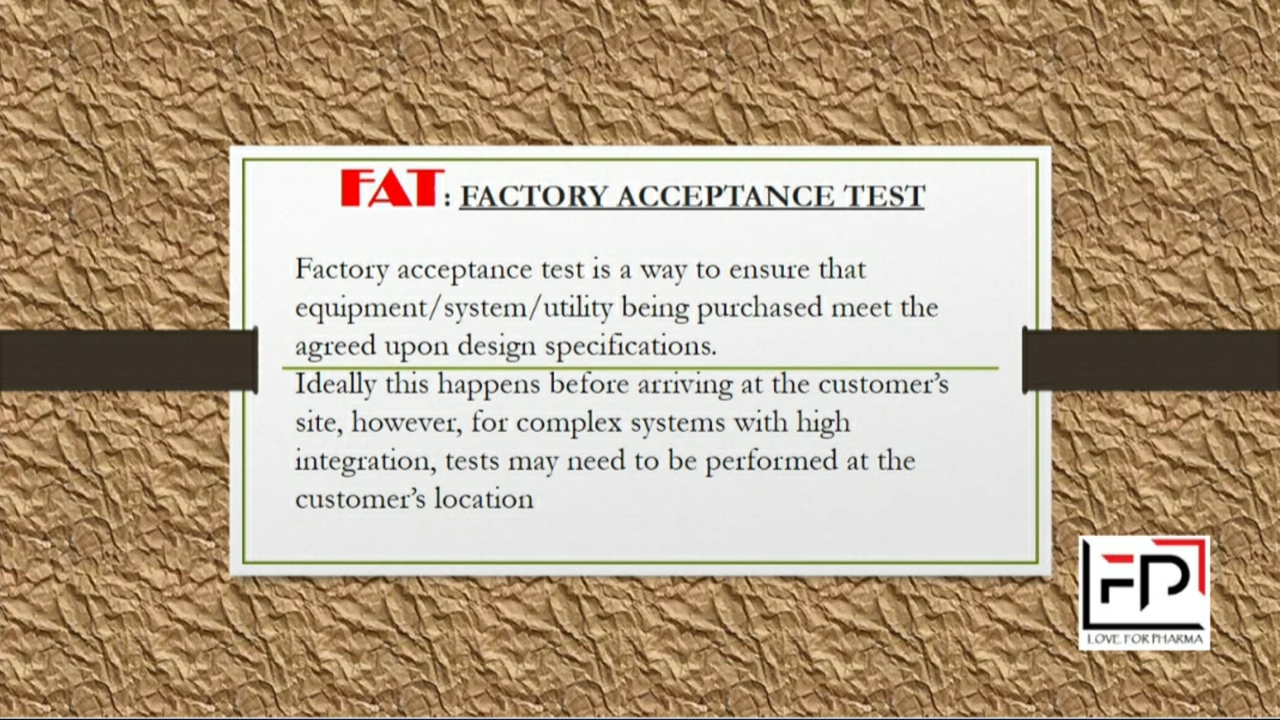 FAT: FACTORY ACCEPTANCE TEST
Factory acceptance test is a way to ensure that
equipment/system/utility being purchased meet the
agreed upon design specifications.
Ideally this happens before arriving at the customer’s
site, however, for complex systems with high
integration, tests may need to be performed at the
customer’s location
FP
LOVE FOR PHARMA